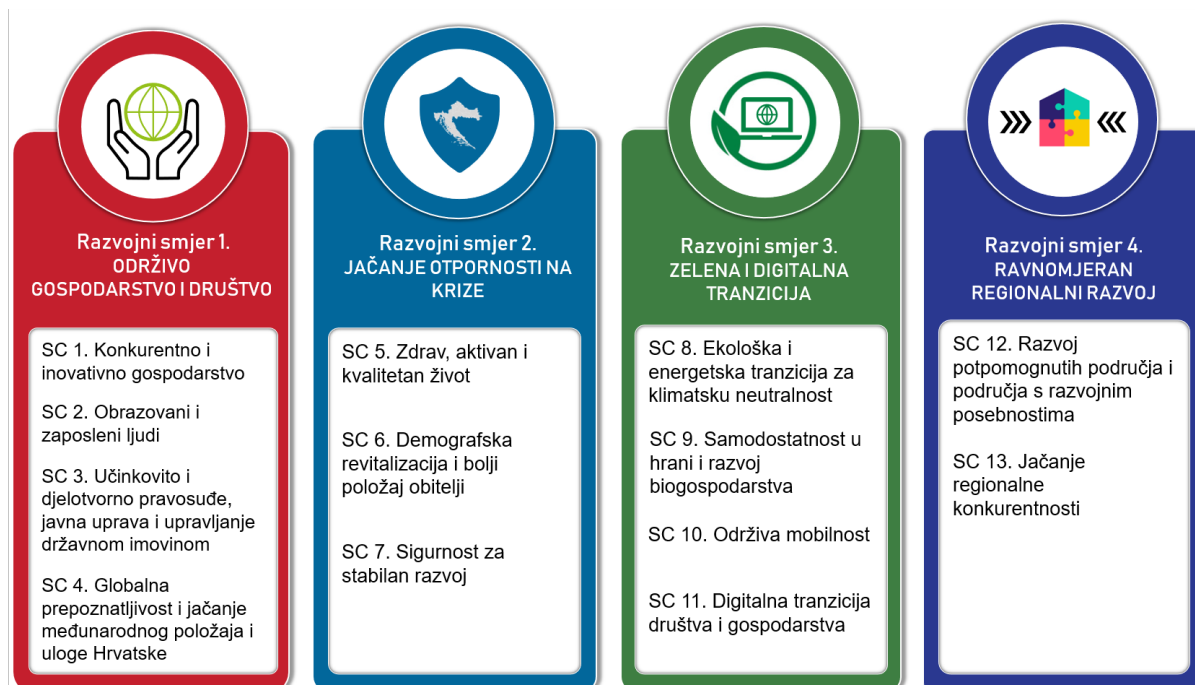 Razvojni smjer 1.
ODRŽIVO
GOSPODARSTVO I DRUŠTVO
SC 1. Konkurentno i
inovativno gospodarstvo
SC 2. Obrazovani i
zaposleni ljudi
SC 3. Učinkovito i
djelotvorno pravosuđe,
javna uprava i upravljanje
državnom imovinom
SC 4. Globalna
prepoznatljivost i jačanje
međunarodnog položaja i
uloge Hrvatske
Razvojni smjer 2.
JAČANJE OTPORNOSTI NA
KRIZE
SC 5. Zdrav, aktivan i
kvalitetan život
SC 6. Demografska
revitalizacija i bolji
položaj obitelji
SC 7. Sigurnost za
stabilan razvoj
Razvojni smjer 3.
ZELENA I DIGITALNA
TRANZICIJA
SC 8. Ekološka i
energetska tranzicija za
klimatsku neutralnost
SC 9. Samodostatnost u
hrani i razvoj
biogospodarstva
SC 10. Održiva mobilnost
SC 11. Digitalna tranzicija
društva i gospodarstva
Razvojni smjer 4.
RAVNOMJERAN
REGIONALNI RAZVOJ
SC 12. Razvoj
potpomognutih područja i
područja s razvojnim
posebnostima
SC 13. Jačanje
regionalne
konkurentnosti